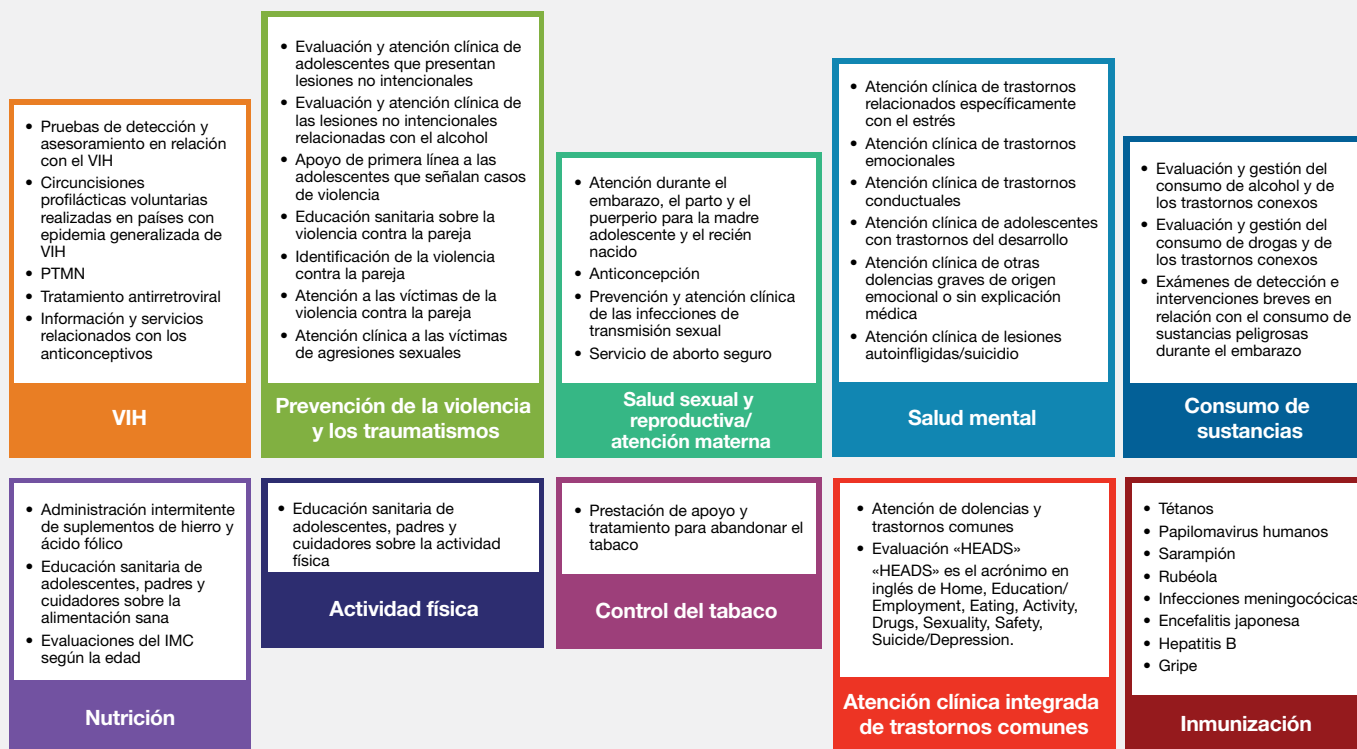 • Pruebas de detección y
asesoramiento en relación
con el VIH
• Circuncisiones
profilácticas voluntarias
realizadas en países con
epidemia generalizada de
VIH
• PTMN
• Tratamiento antirretroviral
• Información y servicios
relacionados con los
anticonceptivos
VIH
• Evaluación y atención clínica de
adolescentes que presentan
lesiones no intencionales
• Evaluación y atención clínica de
las lesiones no intencionales
relacionadas con el alcohol
• Apoyo de primera línea a las
adolescentes que señalan casos
de violencia
• Educación sanitaria sobre la
violencia contra la pareja
• Identificación de la violencia
contra la pareja
• Atención a las víctimas de la
violencia contra la pareja
• Atención clínica a las víctimas
de agresiones sexuales
Prevención de la violencia
y los traumatismos
• Atención durante el
embarazo, el parto y el
puerperio para la madre
adolescente y el recién
nacido
• Anticoncepción
• Prevención y atención clínica
de las infecciones de
transmisión sexual
• Servicio de aborto seguro
Salud sexual y
reproductiva/
atención materna
• Atención clínica de trastornos
relacionados específicamente
con el estrés
• Atención clínica de trastornos
emocionales
• Atención clínica de trastornos
conductuales
• Atención clínica de adolescentes
con trastornos del desarrollo
• Atención clínica de otras
dolencias graves de origen
emocional o sin explicación
médica
• Atención clínica de lesiones
autoinfligidas/suicidio
Salud mental
• Evaluación y gestión del
consumo de alcohol y de
los trastornos conexos
• Evaluación y gestión del
consumo de drogas y de
los trastornos conexos
• Exámenes de detección e
intervenciones breves en
relación con el consumo de
sustancias peligrosas
durante el embarazo
Consumo de
sustancias
• Administración intermitente
de suplementos de hierro y
ácido fólico
• Educación sanitaria de
adolescentes, padres y
cuidadores sobre la
alimentación sana
• Evaluaciones del IMC
según la edad
Nutrición
• Educación sanitaria de
adolescentes, padres y
cuidadores sobre la actividad
física
Actividad física
• Prestación de apoyo y
tratamiento para abandonar el
tabaco
Control del tabaco
• Atención de dolencias y
trastornos comunes
• Evaluación «HEADS»
«HEADS» es el acrónimo en
inglés de Home, Education/
Employment, Eating, Activity,
Drugs, Sexuality, Safety,
Suicide/Depression.
Atención clínica integrada
de trastornos comunes
• Tétanos
• Papilomavirus humanos
• Sarampión
• Rubéola
• Infecciones meningocócicas
• Encefalitis japonesa
• Hepatitis B
• Gripe
Inmunización